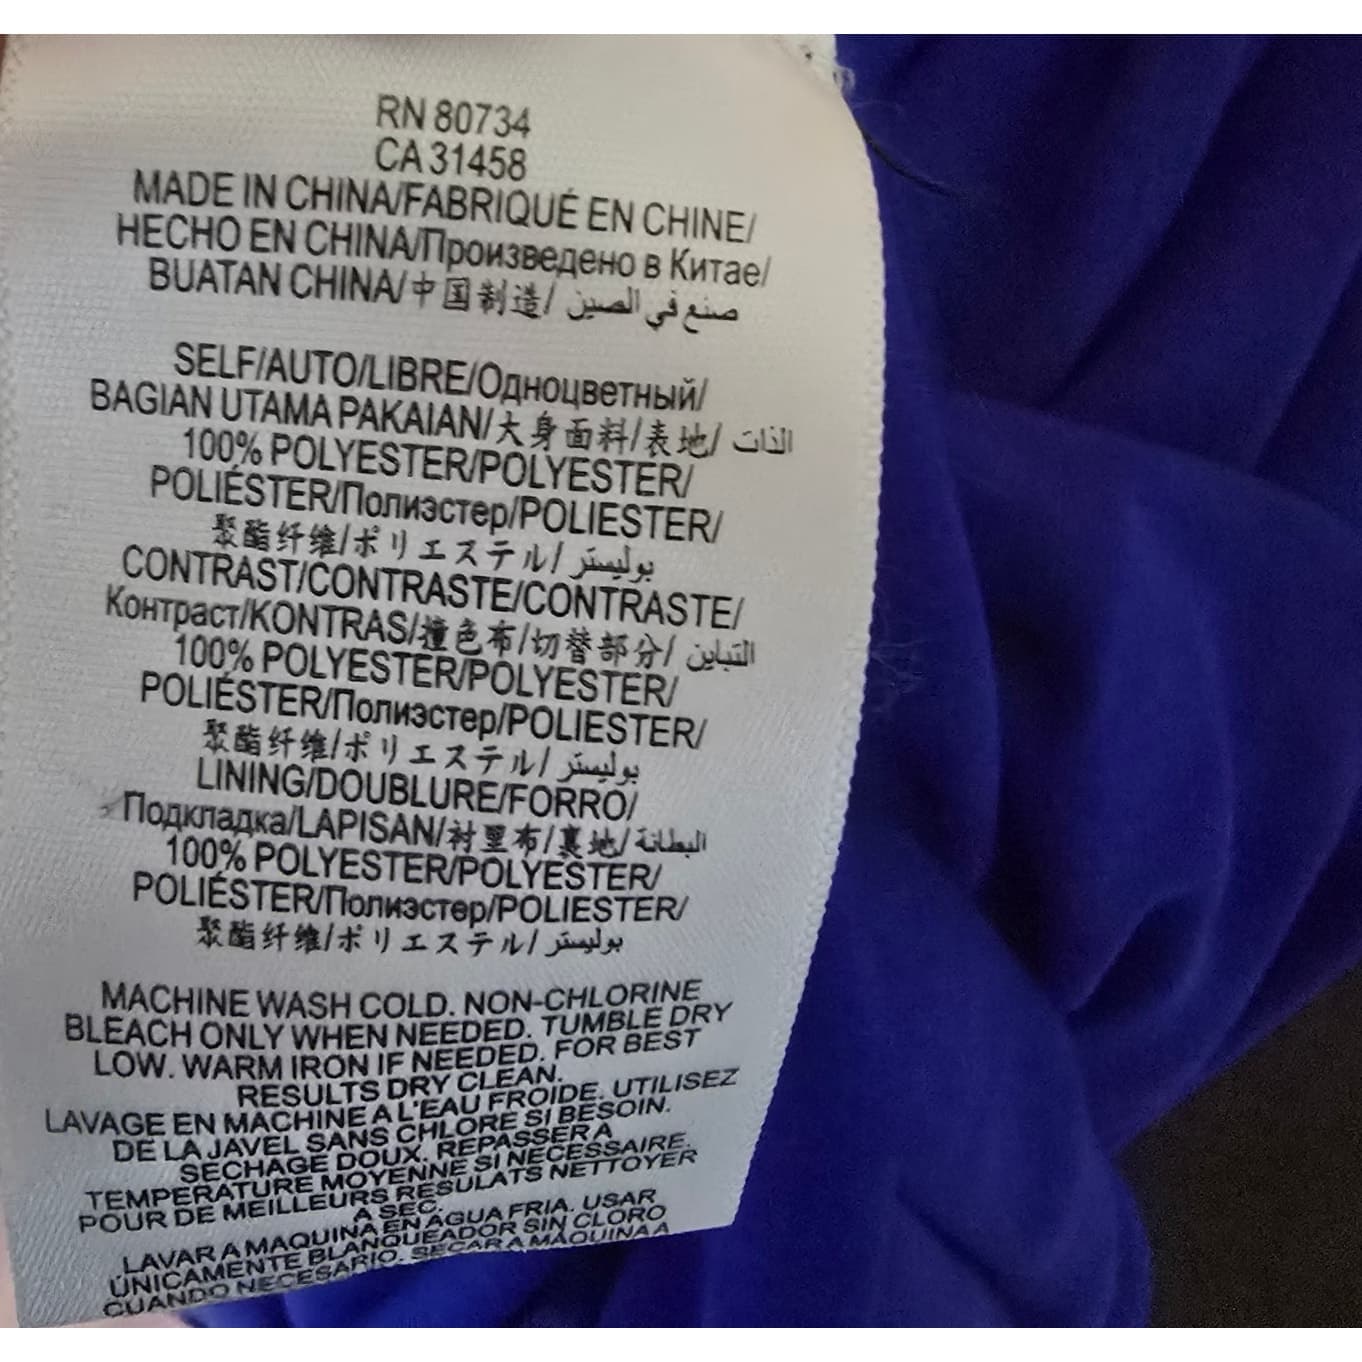 RN 80734
CA 31458
MADE IN CHINA/FABRIQUÉ EN CHINE/
HECHO EN CHINA/Произведено в Китае/
BUATAN CHINA/中国制造/ صنع في الصين
SELF/AUTO/LIBRE/Одноцветный/
BAGIAN UTAMA PAKAIAN/大身面料/表地/ الذات
100% POLYESTER/POLYESTER/
POLIÉSTER/Полиэстер/POLIESTER/
聚酯纤维/ポリエステル/ بوليستر
CONTRAST/CONTRASTE/CONTRASTE/
Контраст/KONTRAS/撞色布/切替部分/ التباين
100% POLYESTER/POLYESTER/
POLIÉSTER/Полиэстер/POLIESTER/
聚酯纤维/ポリエステル/ بوليستر
LINING/DOUBLURE/FORRO/
Подкладка/LAPISAN/衬里布/裏地/ البطانة
100% POLYESTER/POLYESTER/
POLIÉSTER/Полиэстер/POLIESTER/
聚酯纤维/ポリエステル/ بوليستر
MACHINE WASH COLD. NON-CHLORINE
BLEACH ONLY WHEN NEEDED. TUMBLE DRY
LOW. WARM IRON IF NEEDED. FOR BEST
RESULTS DRY CLEAN.
LAVAGE EN MACHINE A L'EAU FROIDE. UTILISEZ
DE LA JAVEL SANS CHLORE SI BESOIN.
SÉCHAGE DOUX. REPASSER A
TEMPÉRATURE MOYENNE SI NÉCESSAIRE.
POUR DE MEILLEURS RESULATS NETTOYER
A SEC.
LAVAR A MAQUINA EN AGUA FRIA. USAR
ÚNICAMENTE BLANQUEADOR SIN CLORO
CUANDO NECESARIO. SECAR A MAQUINA A